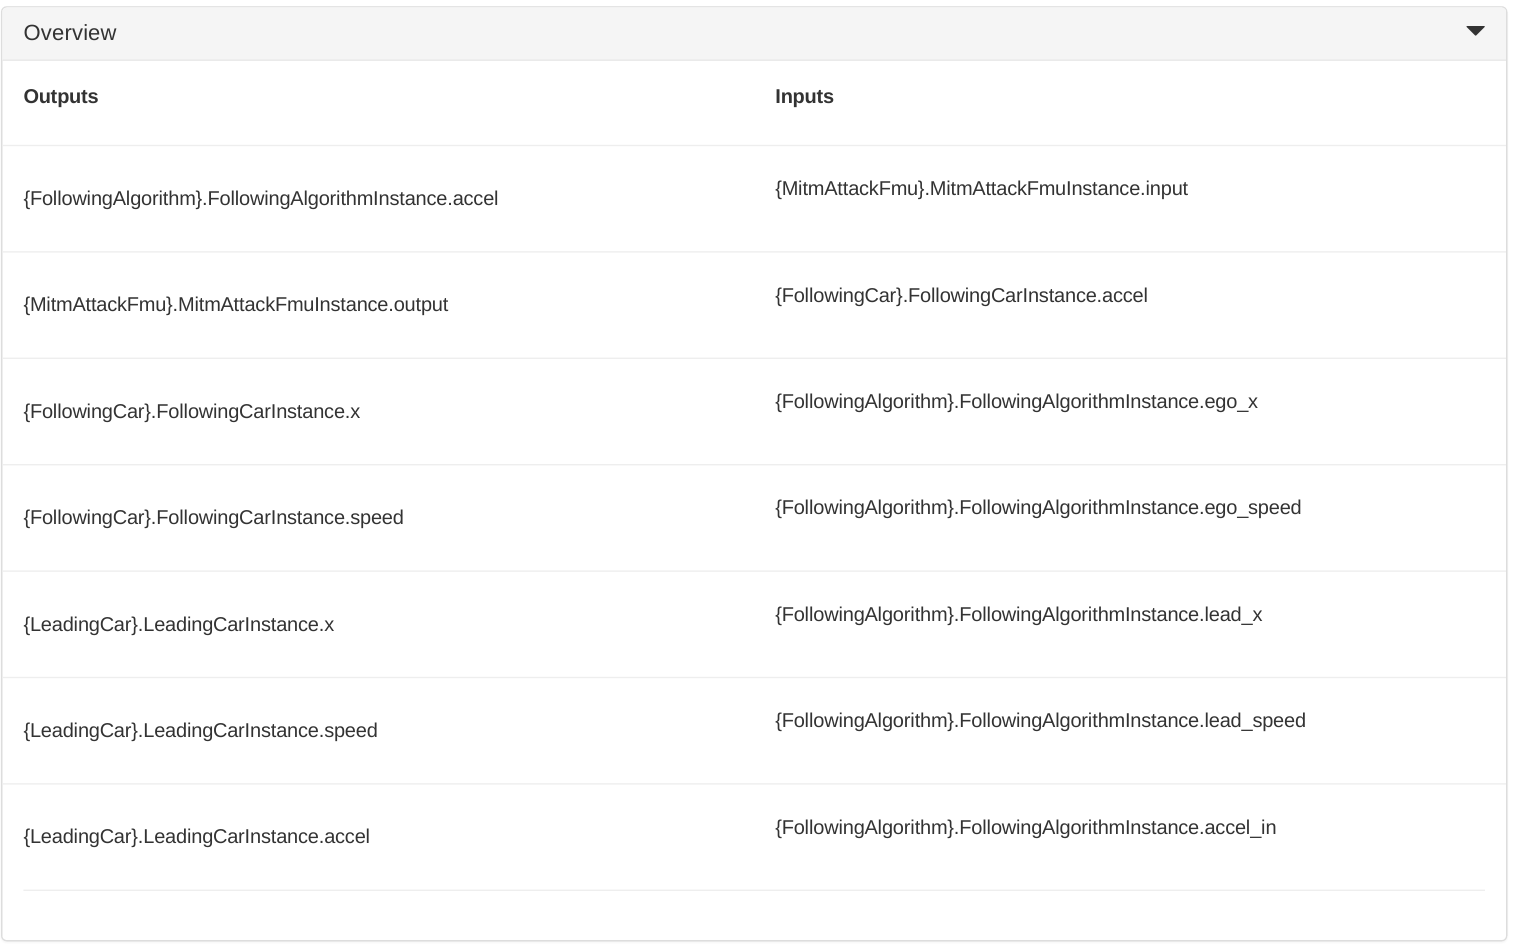 Overview
Outputs Inputs
{FollowingAlgorithm}.FollowingAlgorithmInstance.accel {MitmAttackFmu}.MitmAttackFmuInstance.input
{MitmAttackFmu}.MitmAttackFmuInstance.output {FollowingCar}.FollowingCarInstance.accel
{FollowingCar}.FollowingCarInstance.x {FollowingAlgorithm}.FollowingAlgorithmInstance.ego_x
{FollowingCar}.FollowingCarInstance.speed {FollowingAlgorithm}.FollowingAlgorithmInstance.ego_speed
{LeadingCar}.LeadingCarInstance.x {FollowingAlgorithm}.FollowingAlgorithmInstance.lead_x
{LeadingCar}.LeadingCarInstance.speed {FollowingAlgorithm}.FollowingAlgorithmInstance.lead_speed
{LeadingCar}.LeadingCarInstance.accel {FollowingAlgorithm}.FollowingAlgorithmInstance.accel_in